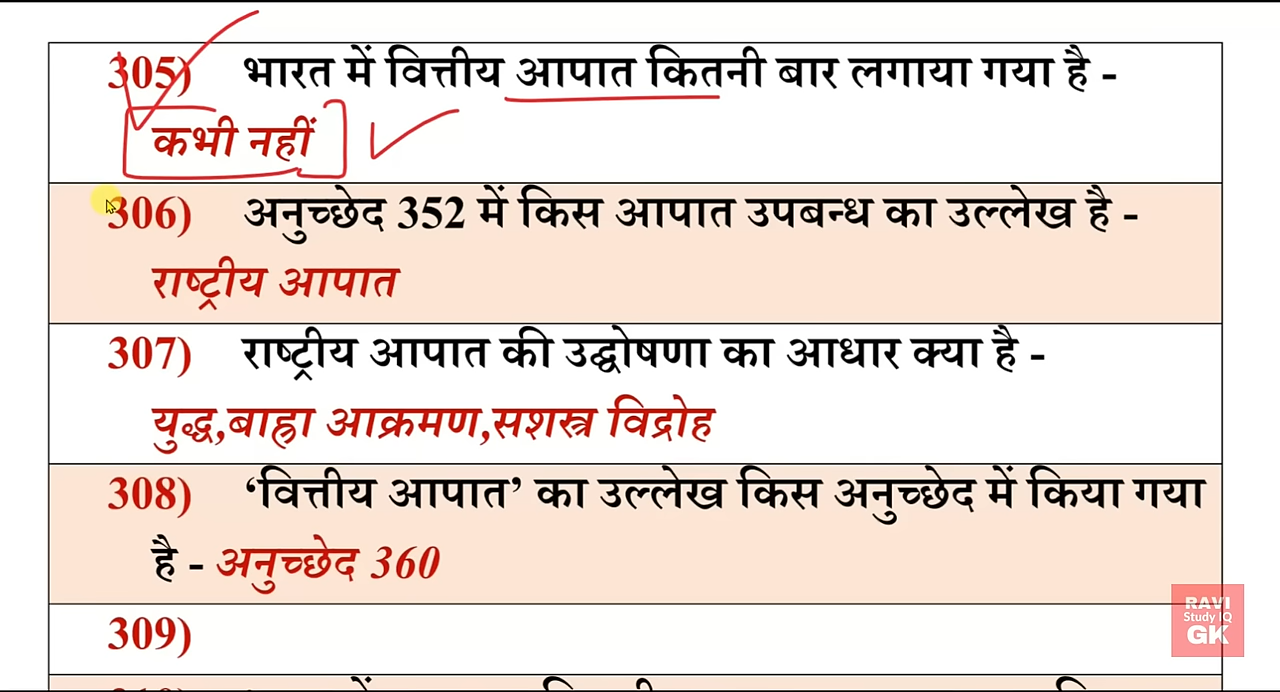 305) भारत में वित्तीय आपात कितनी बार लगाया गया है -
कभी नहीं
306) अनुच्छेद 352 में किस आपात उपबन्ध का उल्लेख है -
राष्ट्रीय आपात
307) राष्ट्रीय आपात की उद्घोषणा का आधार क्या है -
युद्ध,बाह्रा आक्रमण,सशस्त्र विद्रोह
308) ‘वित्तीय आपात’ का उल्लेख किस अनुच्छेद में किया गया
है - अनुच्छेद 360
309)
RAVI
Study IQ
GK